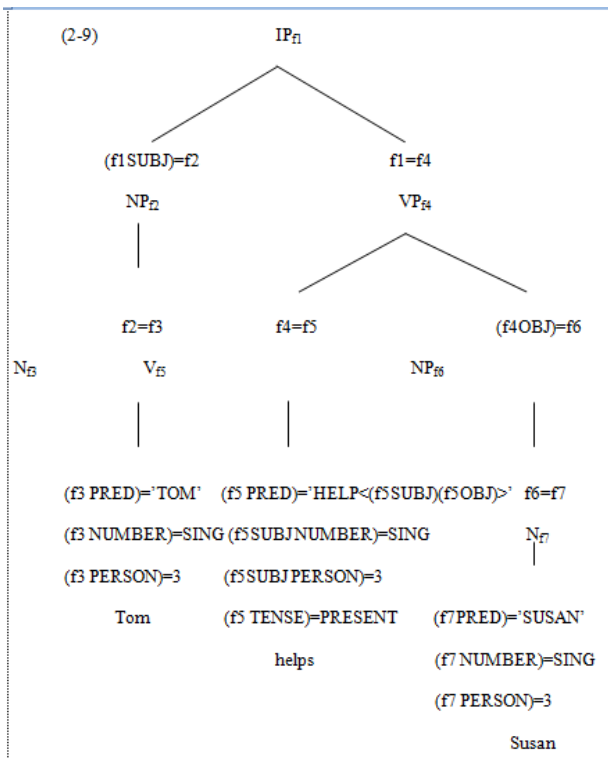 (2-9) IPf1
(f1SUBJ)=f2 f1=f4
NPf2 VPf4
f2=f3 f4=f5 (f4OBJ)=f6
Nf3 Vf5 NPf6
(f3 PRED)=’TOM’ (f5 PRED)=’HELP<(f5SUBJ)(f5OBJ)>’ f6=f7
(f3 NUMBER)=SING (f5SUBJ NUMBER)=SING Nf7
(f3 PERSON)=3 (f5SUBJ PERSON)=3
Tom (f5 TENSE)=PRESENT (f7PRED)=’SUSAN’
helps (f7 NUMBER)=SING
(f7 PERSON)=3
Susan